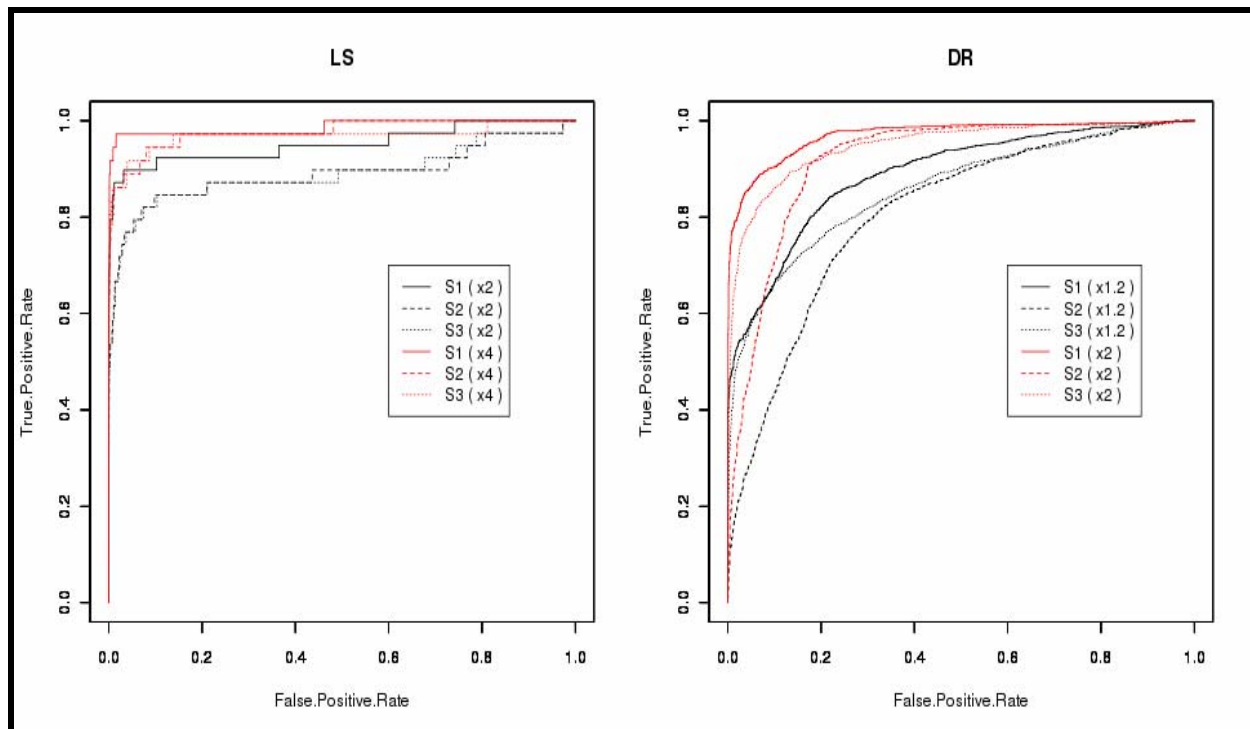 LS
True.Positive.Rate
1.0
0.8
0.6
0.4
0.2
0.0
S1 ( x2 )
S2 ( x2 )
S3 ( x2 )
S1 ( x4 )
S2 ( x4 )
S3 ( x4 )
0.0 0.2 0.4 0.6 0.8 1.0
False.Positive.Rate
DR
True.Positive.Rate
1.0
0.8
0.6
0.4
0.2
0.0
S1 ( x1.2 )
S2 ( x1.2 )
S3 ( x1.2 )
S1 ( x2 )
S2 ( x2 )
S3 ( x2 )
0.0 0.2 0.4 0.6 0.8 1.0
False.Positive.Rate